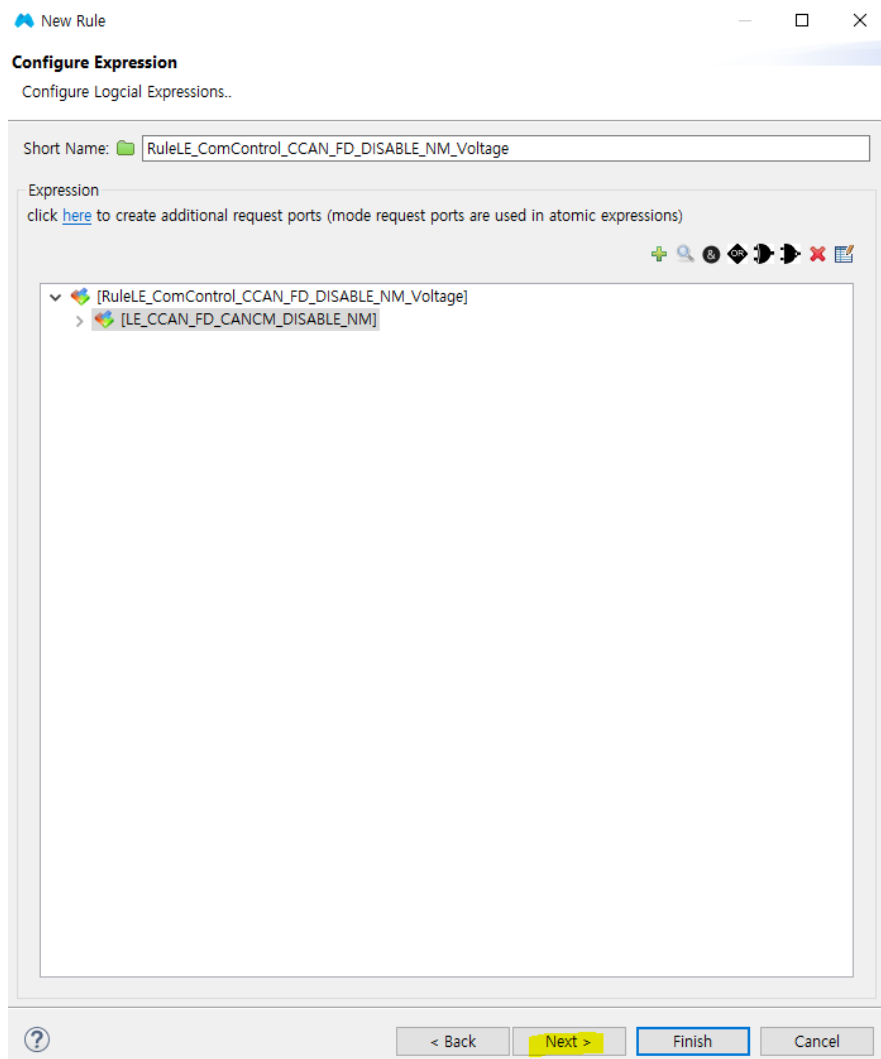 New Rule
Configure Expression
Configure Logcial Expressions..
Short Name: RuleLE_ComControl_CCAN_FD_DISABLE_NM_Voltage
Expression
click here to create additional request ports (mode request ports are used in atomic expressions)
& OR
[RuleLE_ComControl_CCAN_FD_DISABLE_NM_Voltage]
[LE_CCAN_FD_CANCM_DISABLE_NM]
? < Back Next > Finish Cancel